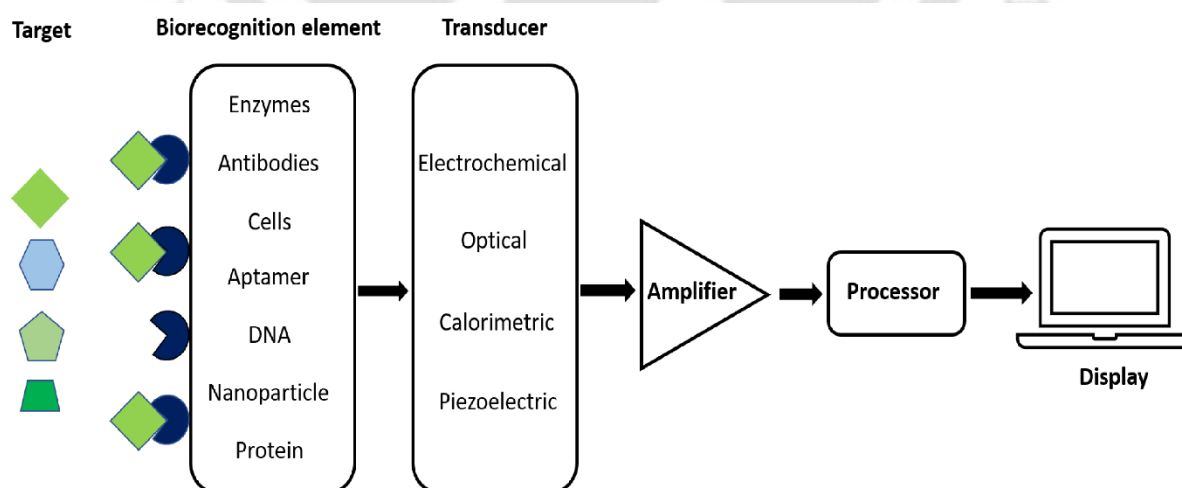 Target
Biorecognition element
Transducer
Enzymes
Antibodies
Cells
Aptamer
DNA
Nanoparticle
Protein
Electrochemical
Optical
Calorimetric
Piezoelectric
Amplifier
Processor
Display